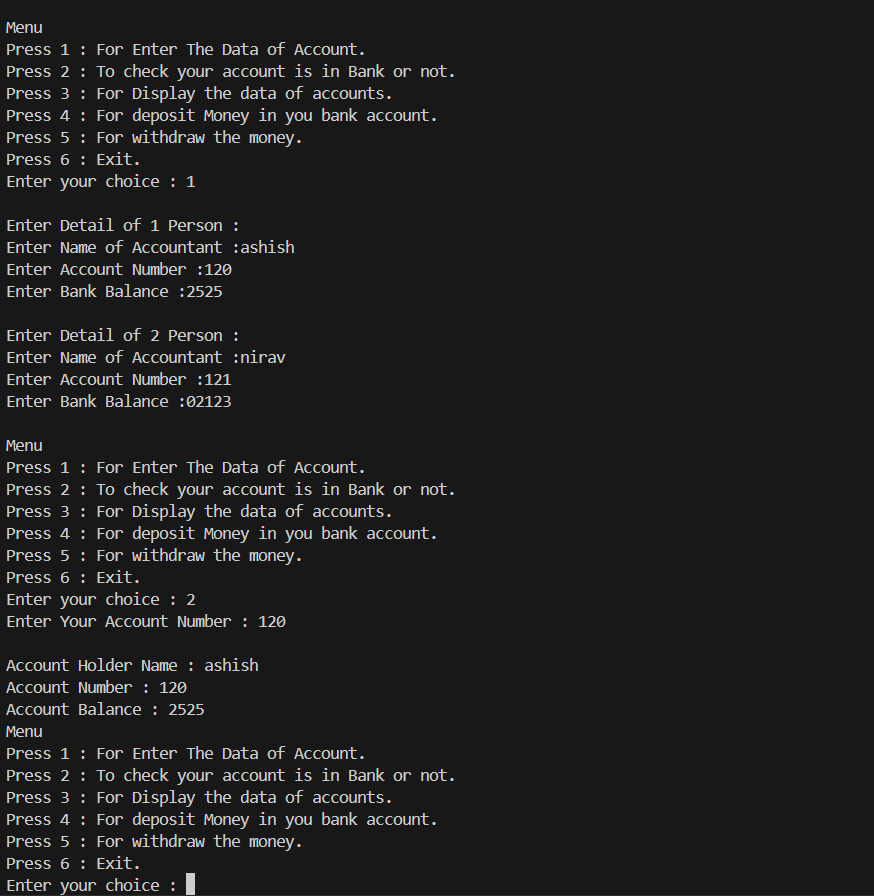 Menu
Press 1 : For Enter The Data of Account.
Press 2 : To check your account is in Bank or not.
Press 3 : For Display the data of accounts.
Press 4 : For deposit Money in you bank account.
Press 5 : For withdraw the money.
Press 6 : Exit.
Enter your choice : 1
Enter Detail of 1 Person :
Enter Name of Accountant :ashish
Enter Account Number :120
Enter Bank Balance :2525
Enter Detail of 2 Person :
Enter Name of Accountant :nirav
Enter Account Number :121
Enter Bank Balance :02123
Menu
Press 1 : For Enter The Data of Account.
Press 2 : To check your account is in Bank or not.
Press 3 : For Display the data of accounts.
Press 4 : For deposit Money in you bank account.
Press 5 : For withdraw the money.
Press 6 : Exit.
Enter your choice : 2
Enter Your Account Number : 120
Account Holder Name : ashish
Account Number : 120
Account Balance : 2525
Menu
Press 1 : For Enter The Data of Account.
Press 2 : To check your account is in Bank or not.
Press 3 : For Display the data of accounts.
Press 4 : For deposit Money in you bank account.
Press 5 : For withdraw the money.
Press 6 : Exit.
Enter your choice :